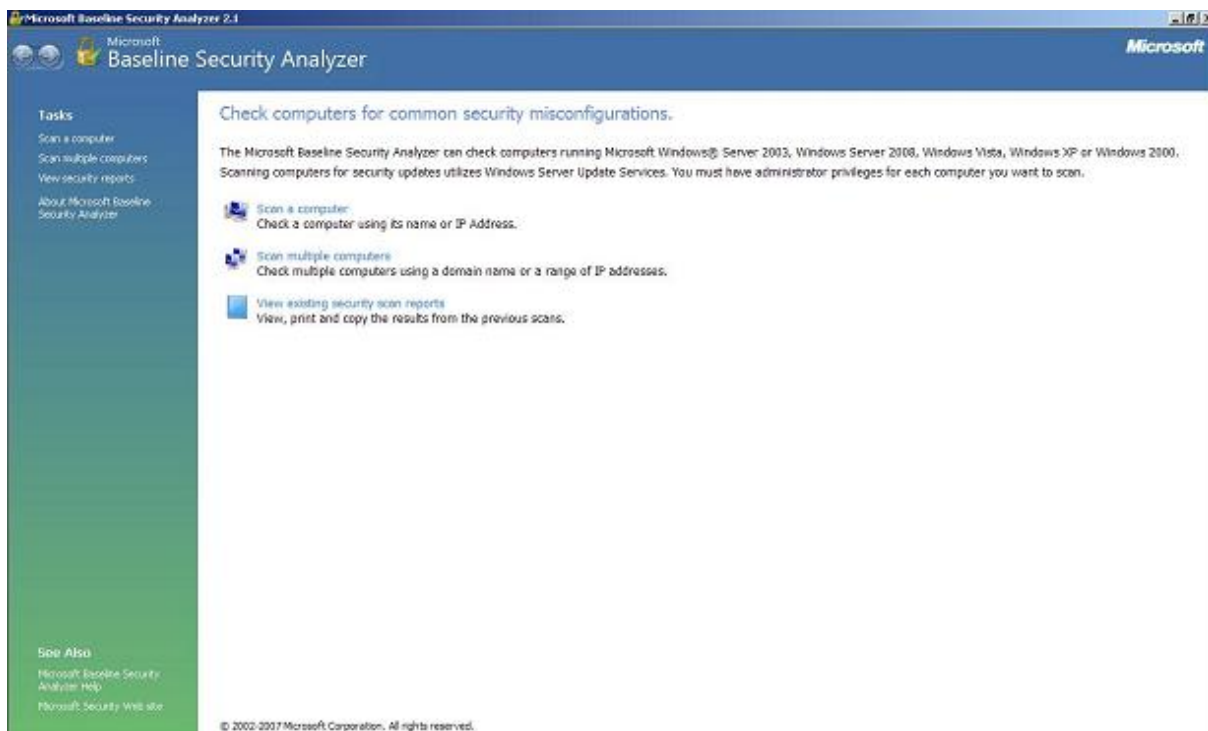 Microsoft Baseline Security Analyzer 2.1
Microsoft
Baseline Security Analyzer
Microsoft
Tasks
Scan a computer
Scan multiple computers
View security reports
About Microsoft Baseline
Security Analyzer
Check computers for common security misconfigurations.
The Microsoft Baseline Security Analyzer can check computers running Microsoft Windows® Server 2003, Windows Server 2008, Windows Vista, Windows XP or Windows 2000.
Scanning computers for security updates utilizes Windows Server Update Services. You must have administrator privileges for each computer you want to scan.
Scan a computer
Check a computer using its name or IP Address.
Scan multiple computers
Check multiple computers using a domain name or a range of IP addresses.
View existing security scan reports
View, print and copy the results from the previous scans.
See Also
Microsoft Baseline Security
Analyzer Help
Microsoft Security Web site
© 2002-2007 Microsoft Corporation. All rights reserved.